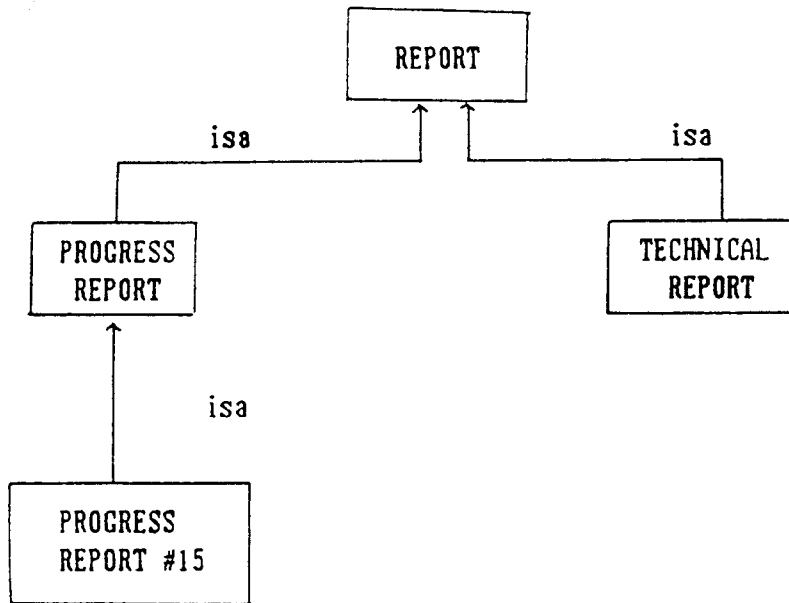 REPORT
isa
isa
PROGRESS
REPORT
TECHNICAL
REPORT
isa
PROGRESS
REPORT #15